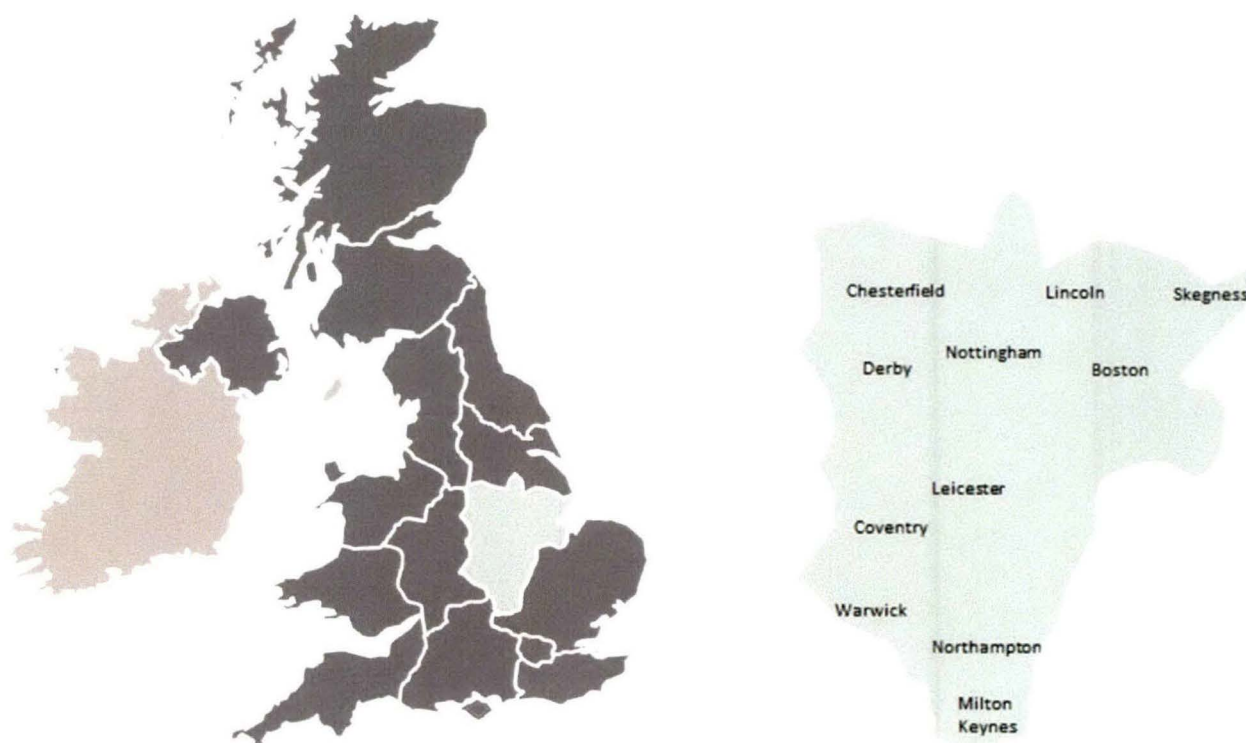 Chesterfield
Lincoln
Skegness
Nottingham
Derby
Boston
Leicester
Coventry
Warwick
Northampton
Milton
Keynes